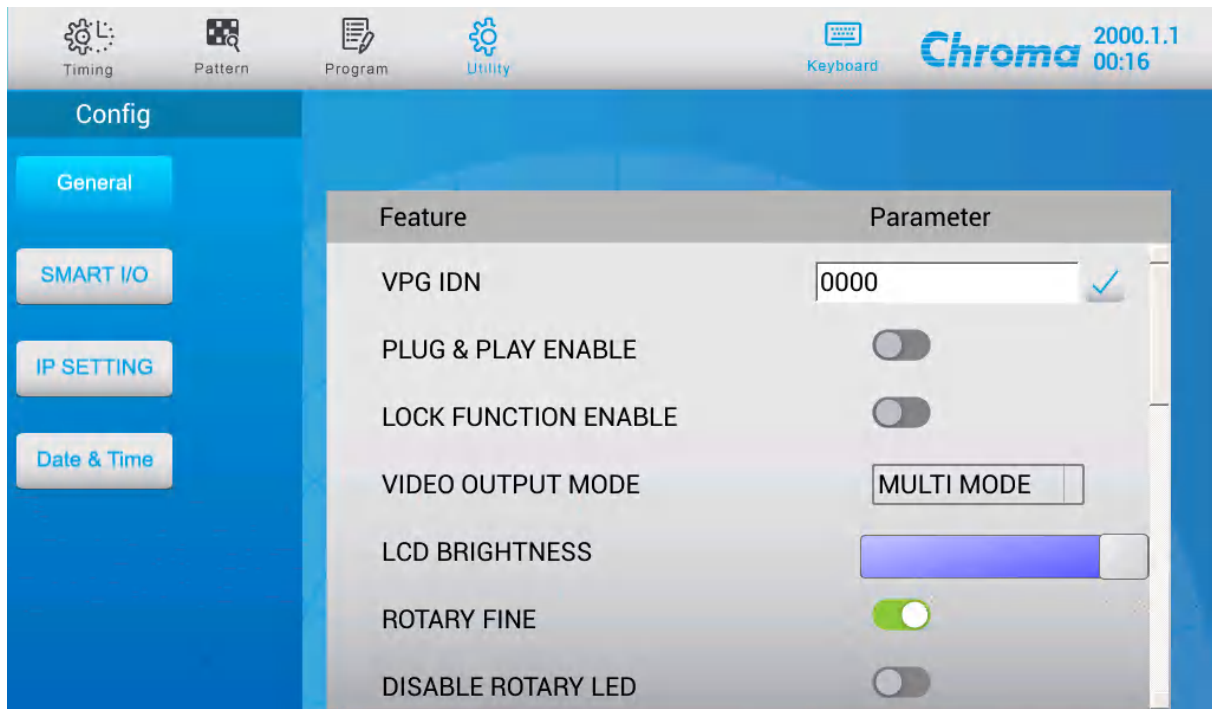 Timing
Pattern
Program
Utility
Keyboard
Chroma
2000.1.1
00:16
Config
General
SMART I/O
IP SETTING
Date & Time
Feature Parameter
VPG IDN 0000
PLUG & PLAY ENABLE
LOCK FUNCTION ENABLE
VIDEO OUTPUT MODE MULTI MODE
LCD BRIGHTNESS
ROTARY FINE
DISABLE ROTARY LED